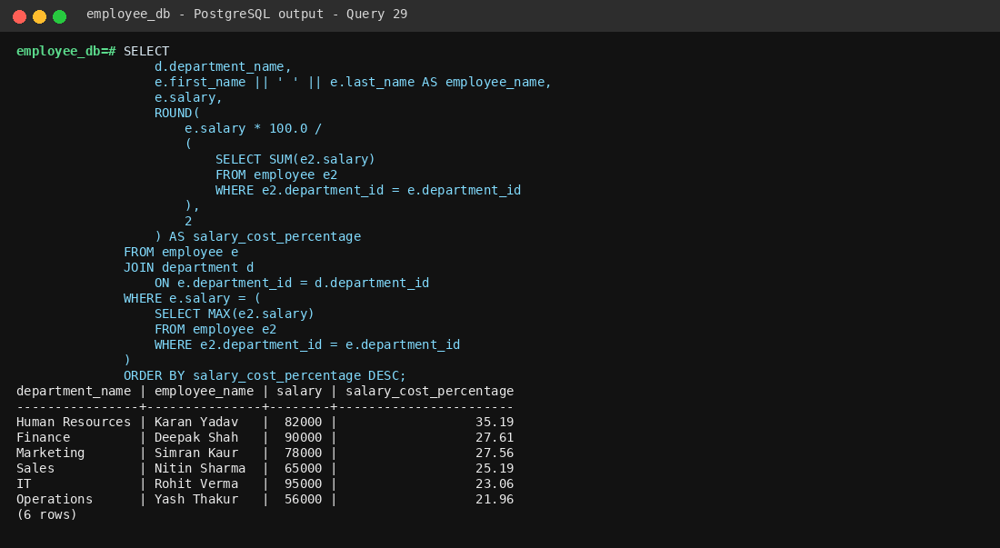 employee_db - PostgreSQL output - Query 29
employee_db=# SELECT
                  d.department_name,
                  e.first_name || ' ' || e.last_name AS employee_name,
                  e.salary,
                  ROUND(
                      e.salary * 100.0 /
                      (
                          SELECT SUM(e2.salary)
                          FROM employee e2
                          WHERE e2.department_id = e.department_id
                      ),
                      2
                  ) AS salary_cost_percentage
              FROM employee e
              JOIN department d
                  ON e.department_id = d.department_id
              WHERE e.salary = (
                  SELECT MAX(e2.salary)
                  FROM employee e2
                  WHERE e2.department_id = e.department_id
              )
              ORDER BY salary_cost_percentage DESC;
department_name | employee_name | salary | salary_cost_percentage
----------------+---------------+--------+-----------------------
Human Resources | Karan Yadav   |  82000 |                  35.19
Finance         | Deepak Shah   |  90000 |                  27.61
Marketing       | Simran Kaur   |  78000 |                  27.56
Sales           | Nitin Sharma  |  65000 |                  25.19
IT              | Rohit Verma   |  95000 |                  23.06
Operations      | Yash Thakur   |  56000 |                  21.96
(6 rows)